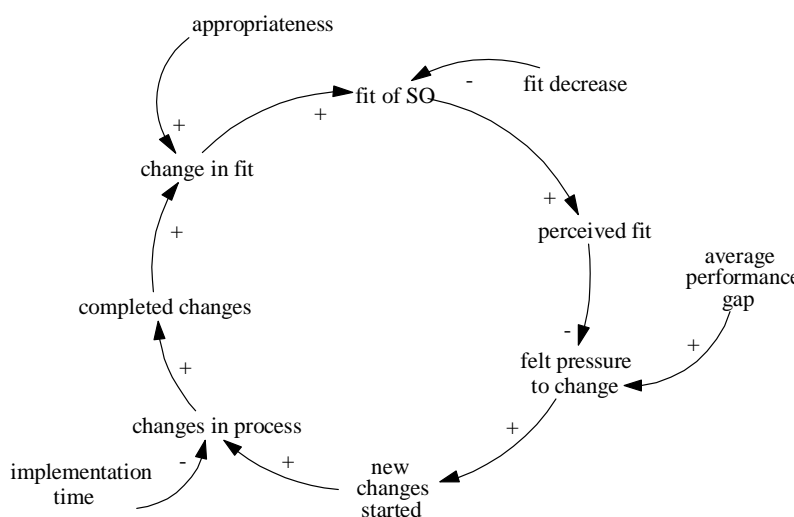 appropriateness
fit of SO
-
fit decrease
+
+
change in fit
+
perceived fit
+
average
performance
gap
completed changes
-
+
felt pressure
to change
+
changes in process
+
implementation
time
-
+
new
changes
started